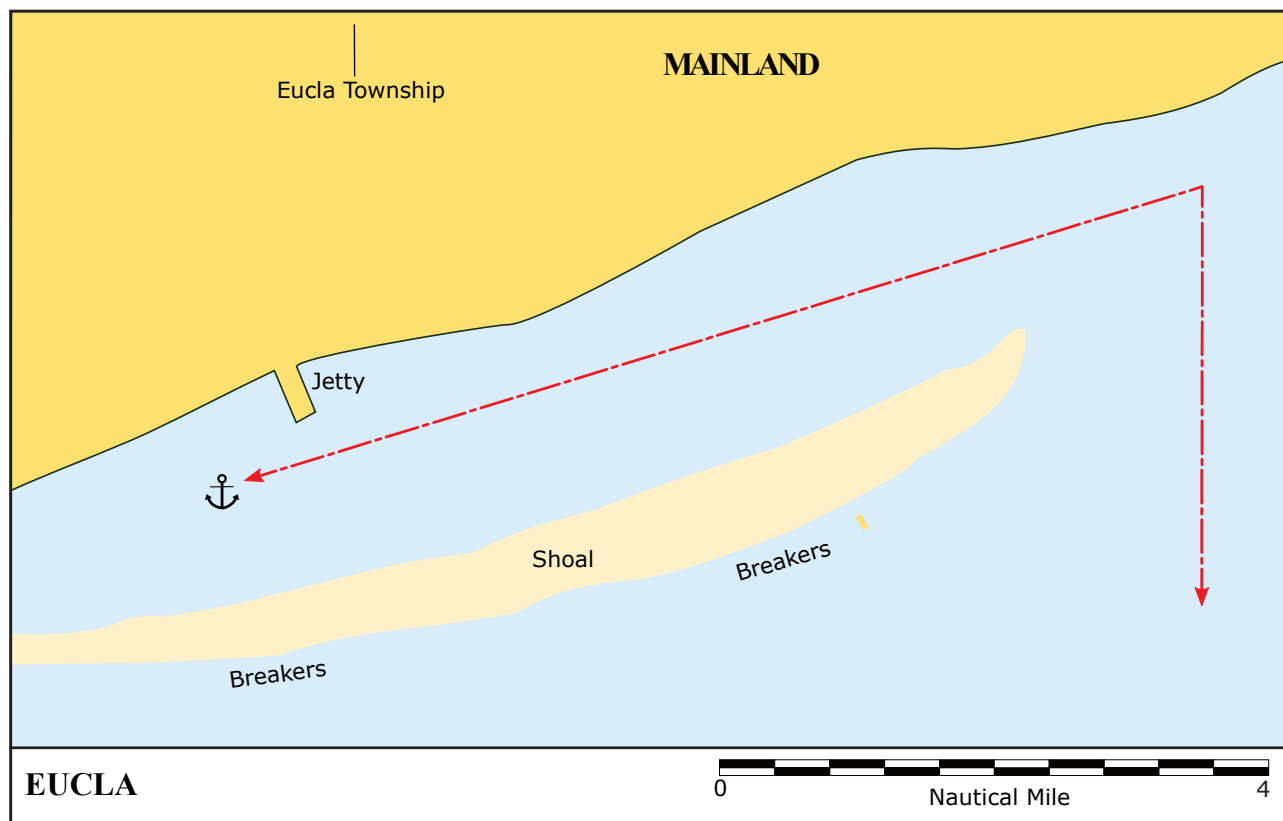 MAINLAND
Eucla Township
Jetty
Shoal
Breakers
Breakers
EUCLA
0 4
Nautical Mile